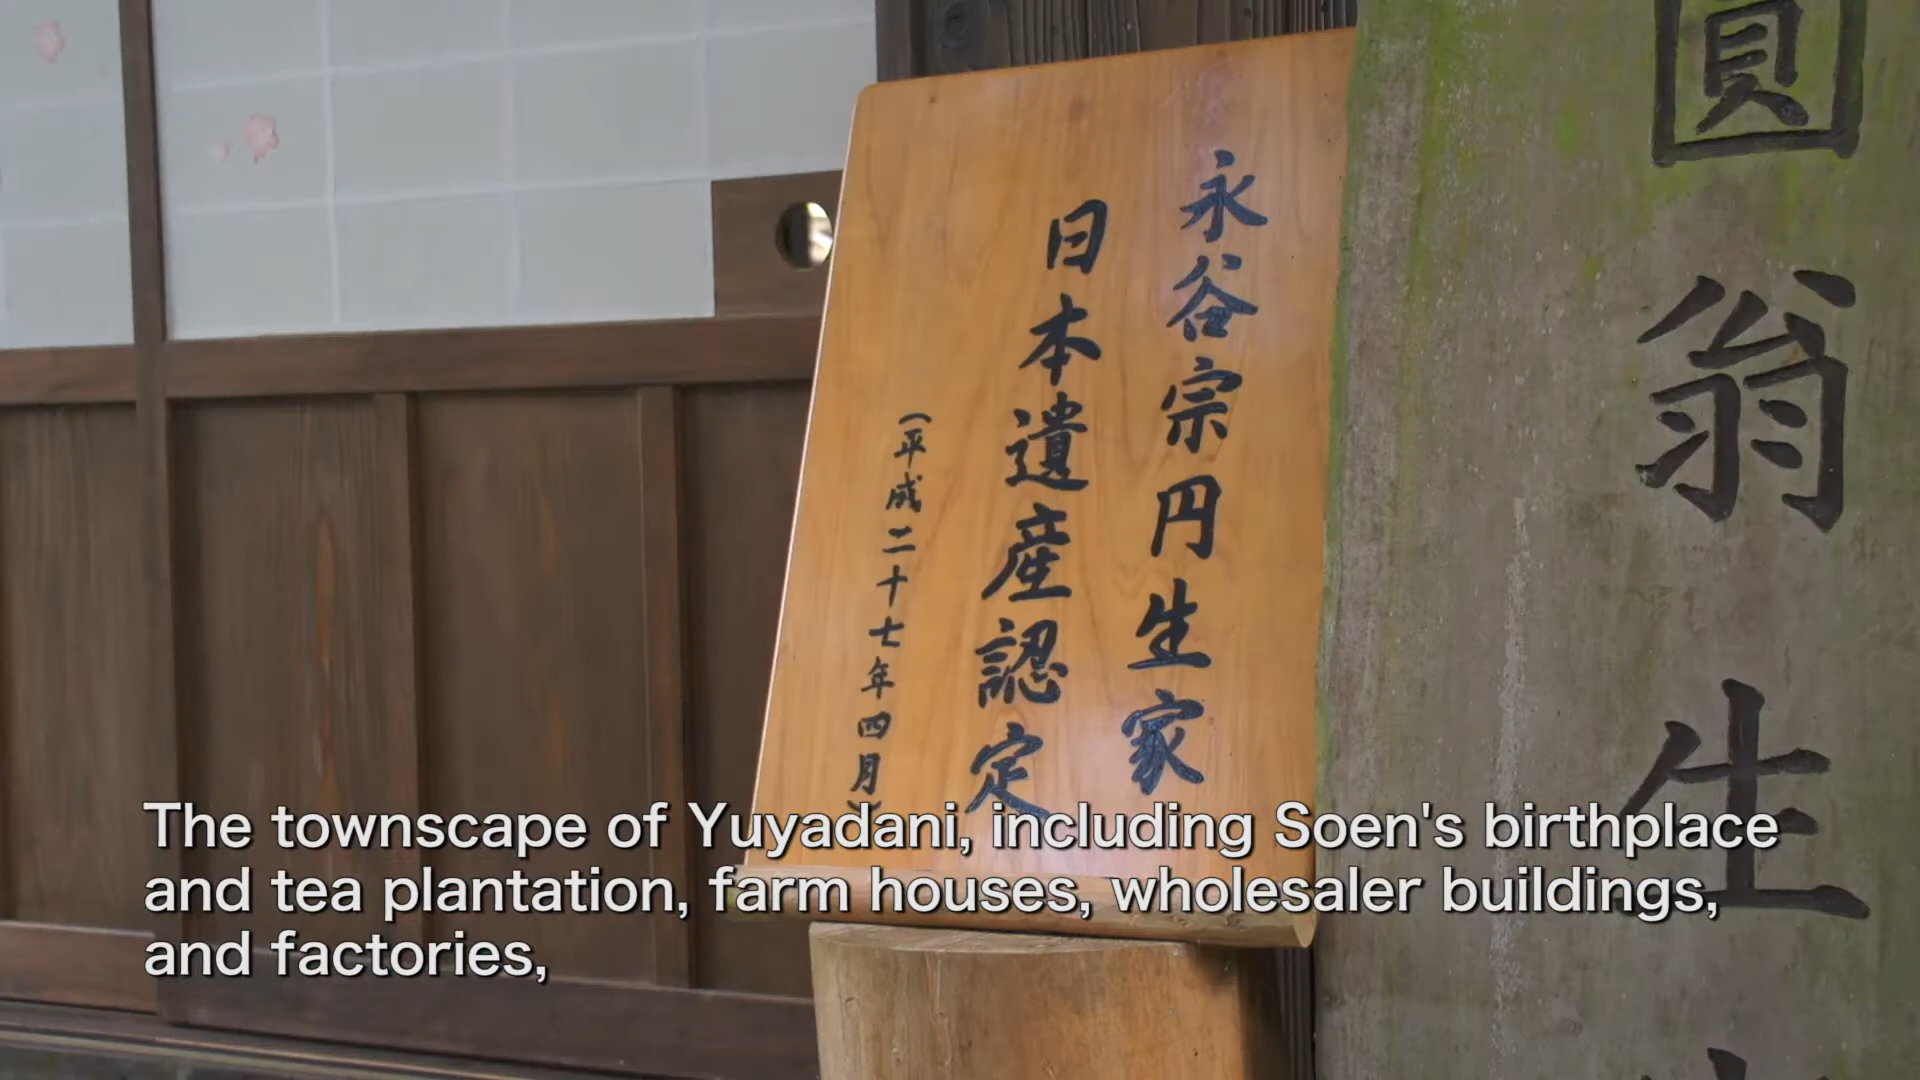 圓翁生
永谷宗円生家
日本遺産認定
(平成二十七年四月)
The townscape of Yuyadani, including Soen's birthplace
and tea plantation, farm houses, wholesaler buildings,
and factories,